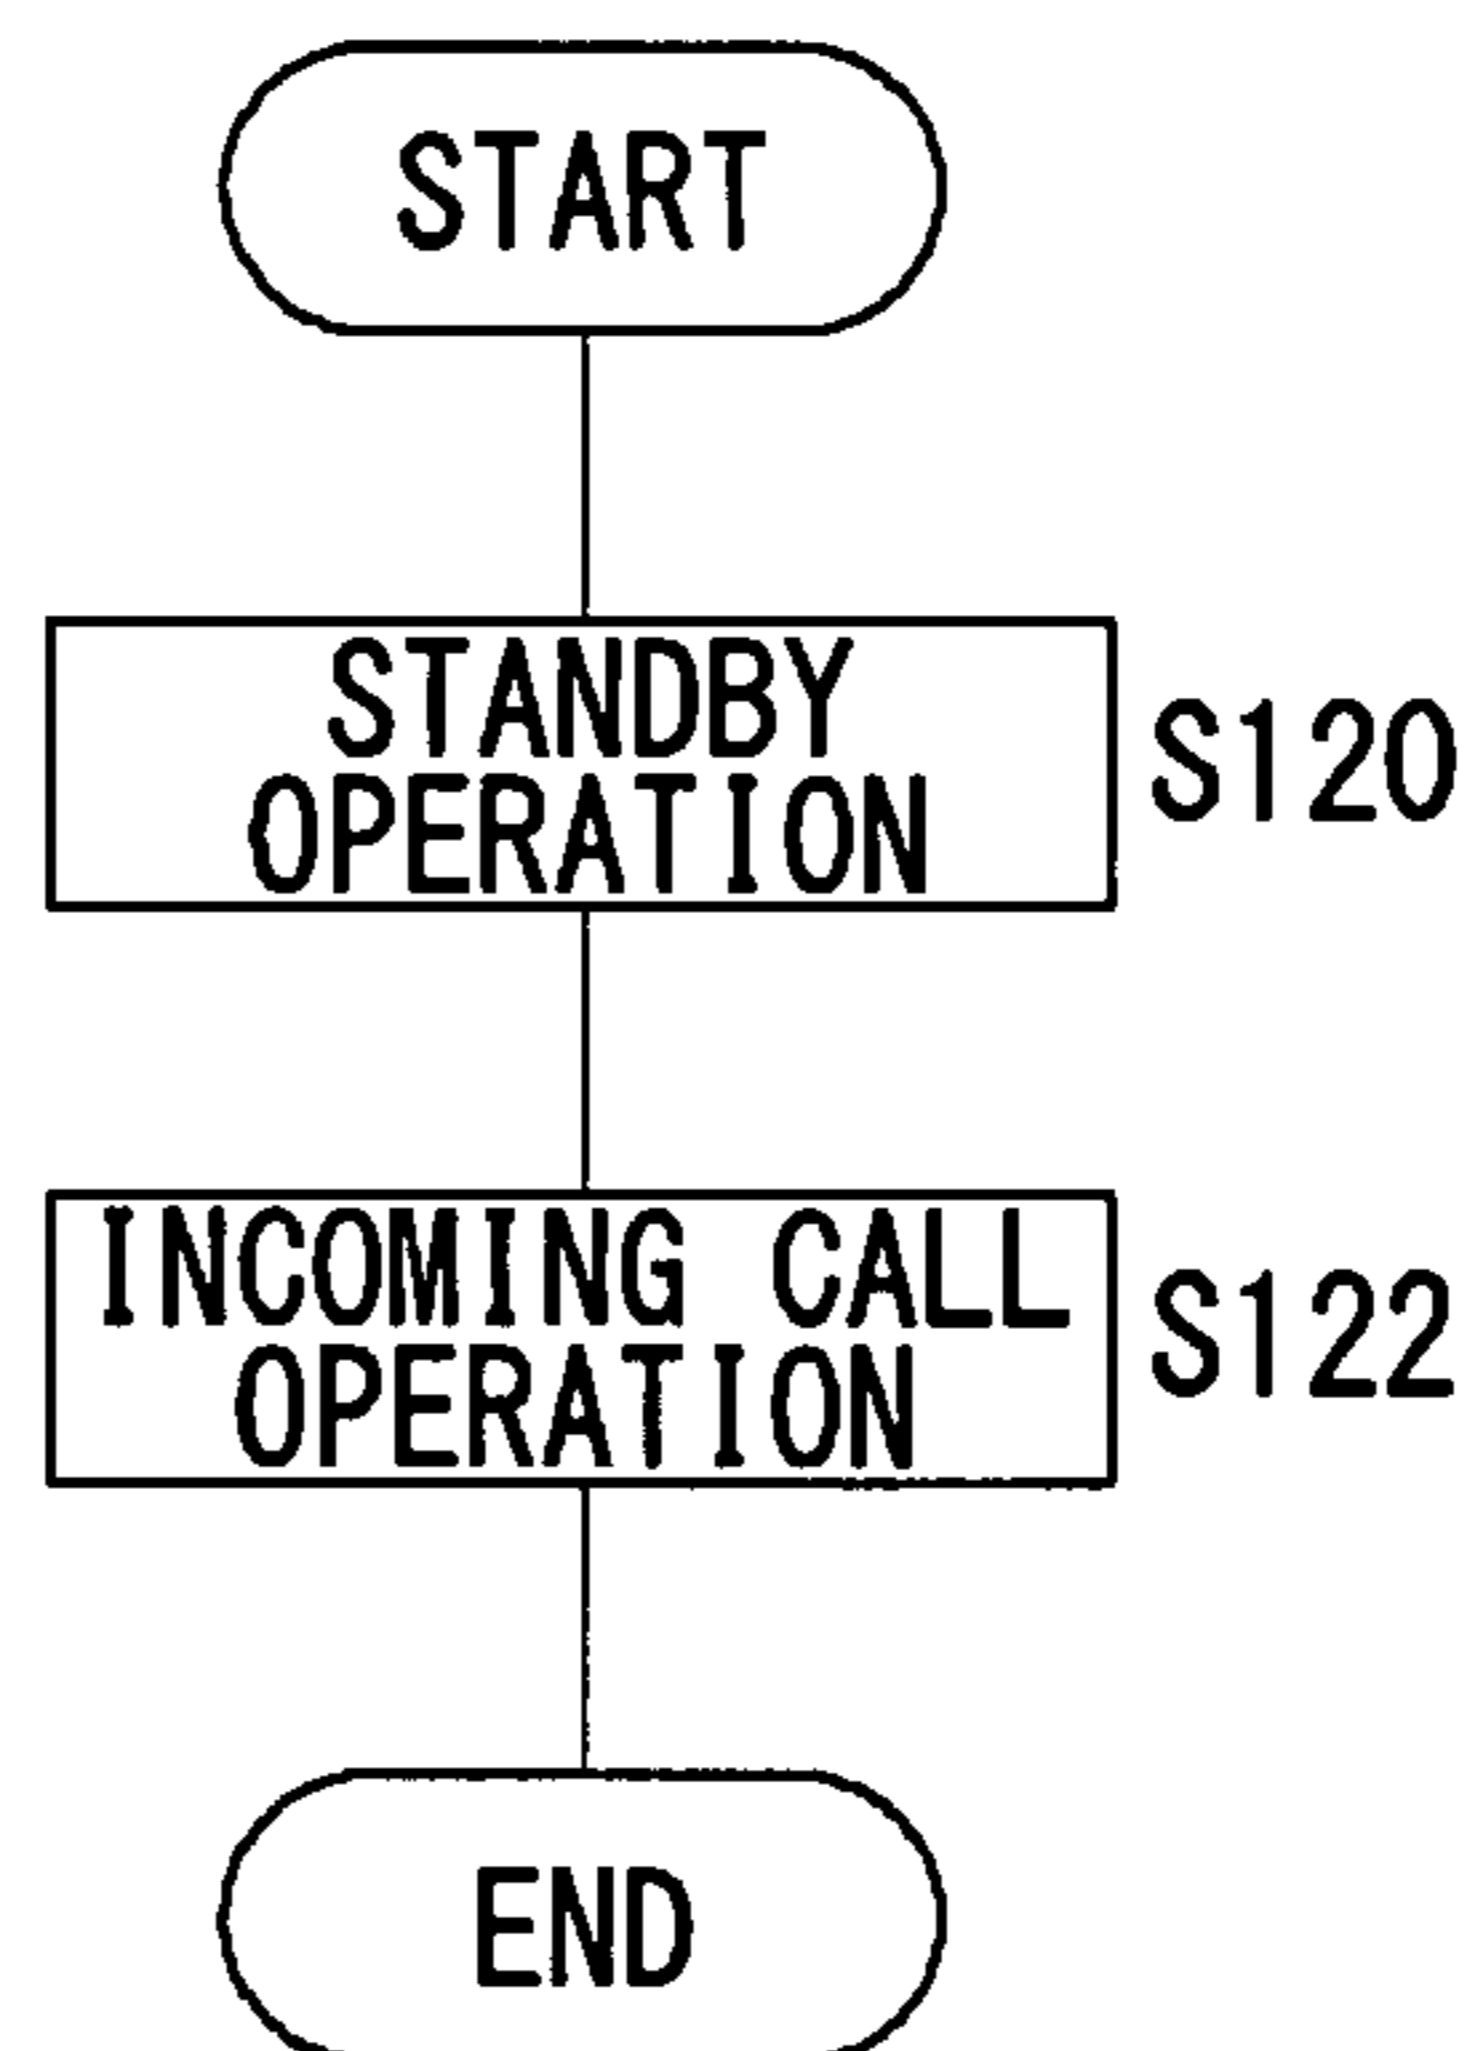 START
STANDBY
OPERATION
S120
INCOMING CALL
OPERATION
S122
END